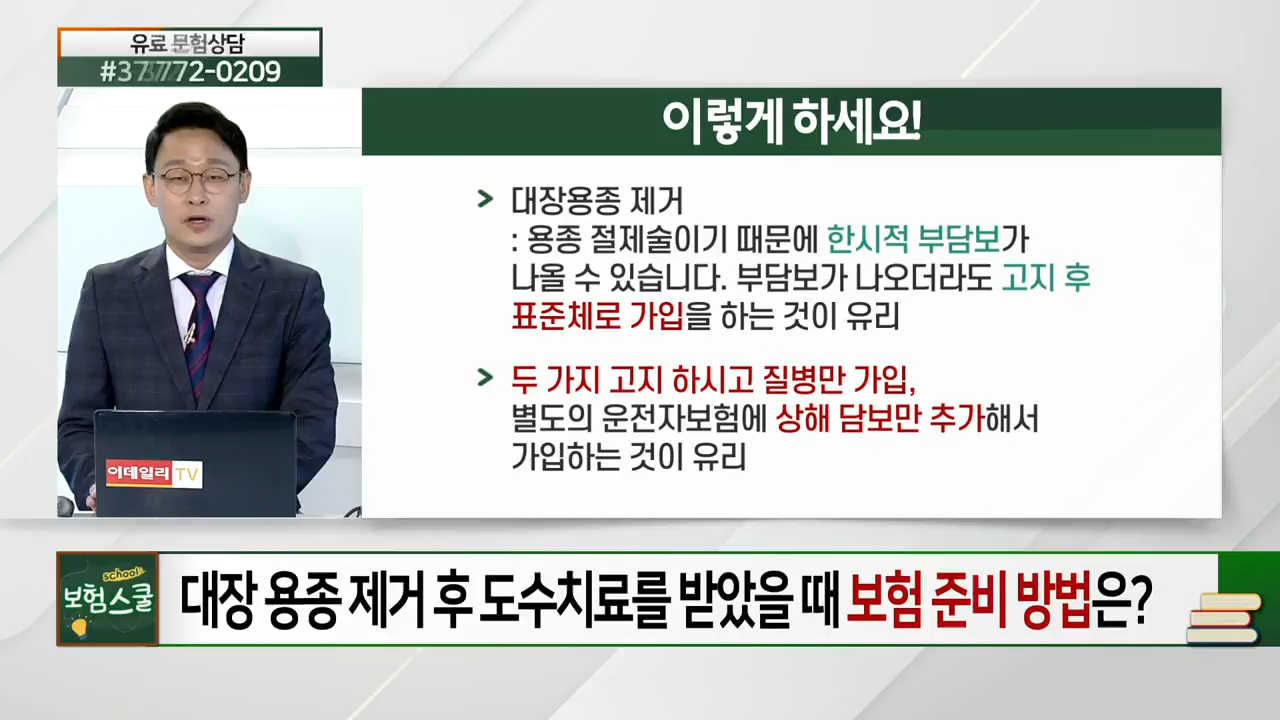 유료 문험상담
이렇게 하세요!
> 대장용종 제거
: 용종 절제술이기 때문에 한시적 부담보가
나올 수 있습니다. 부담보가 나오더라도 고지 후
표준체로 가입을 하는 것이 유리
> 두 가지 고지 하시고 질병만 가입,
별도의 운전자보험에 상해 담보만 추가해서
가입하는 것이 유리
이데일리 TV
school
보험스쿨
대장 용종 제거 후 도수치료를 받았을 때 보험 준비 방법은?